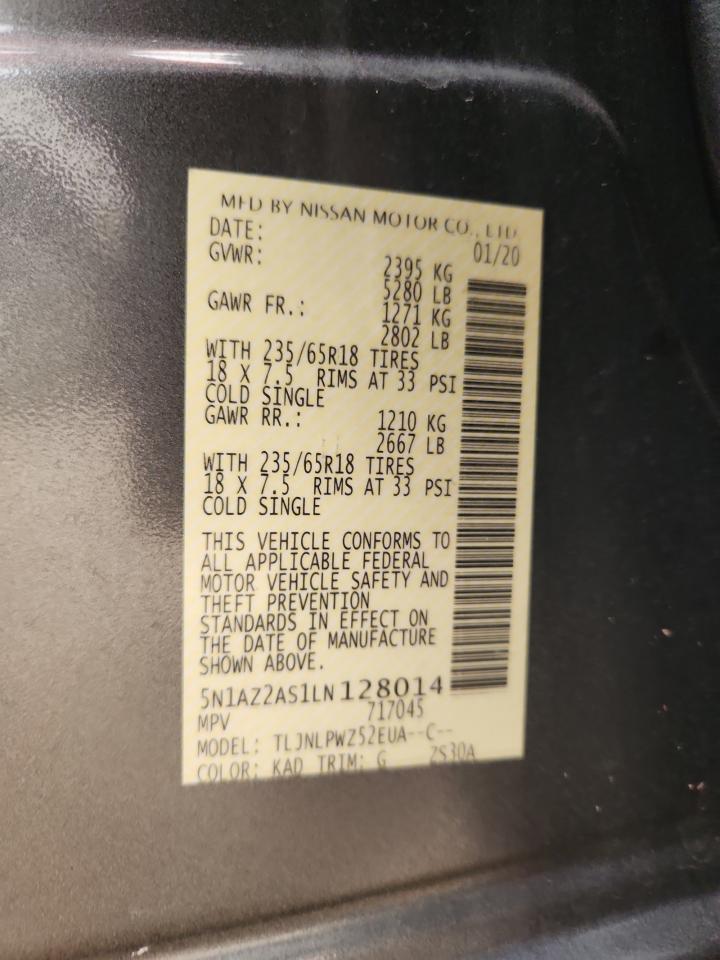 MFD BY NISSAN MOTOR CO., LTD.
DATE: 01/20
GVWR: 2395 KG
5280 LB
GAWR FR.: 1271 KG
2802 LB
WITH 235/65R18 TIRES
18 X 7.5 RIMS AT 33 PSI
COLD SINGLE
GAWR RR.: 1210 KG
2667 LB
WITH 235/65R18 TIRES
18 X 7.5 RIMS AT 33 PSI
COLD SINGLE
THIS VEHICLE CONFORMS TO
ALL APPLICABLE FEDERAL
MOTOR VEHICLE SAFETY AND
THEFT PREVENTION
STANDARDS IN EFFECT ON
THE DATE OF MANUFACTURE
SHOWN ABOVE.
5N1AZ2AS1LN128014
MPV 717045
MODEL: TLJNLPWZ52EUA--C--
COLOR: KAD TRIM: G ZS30A